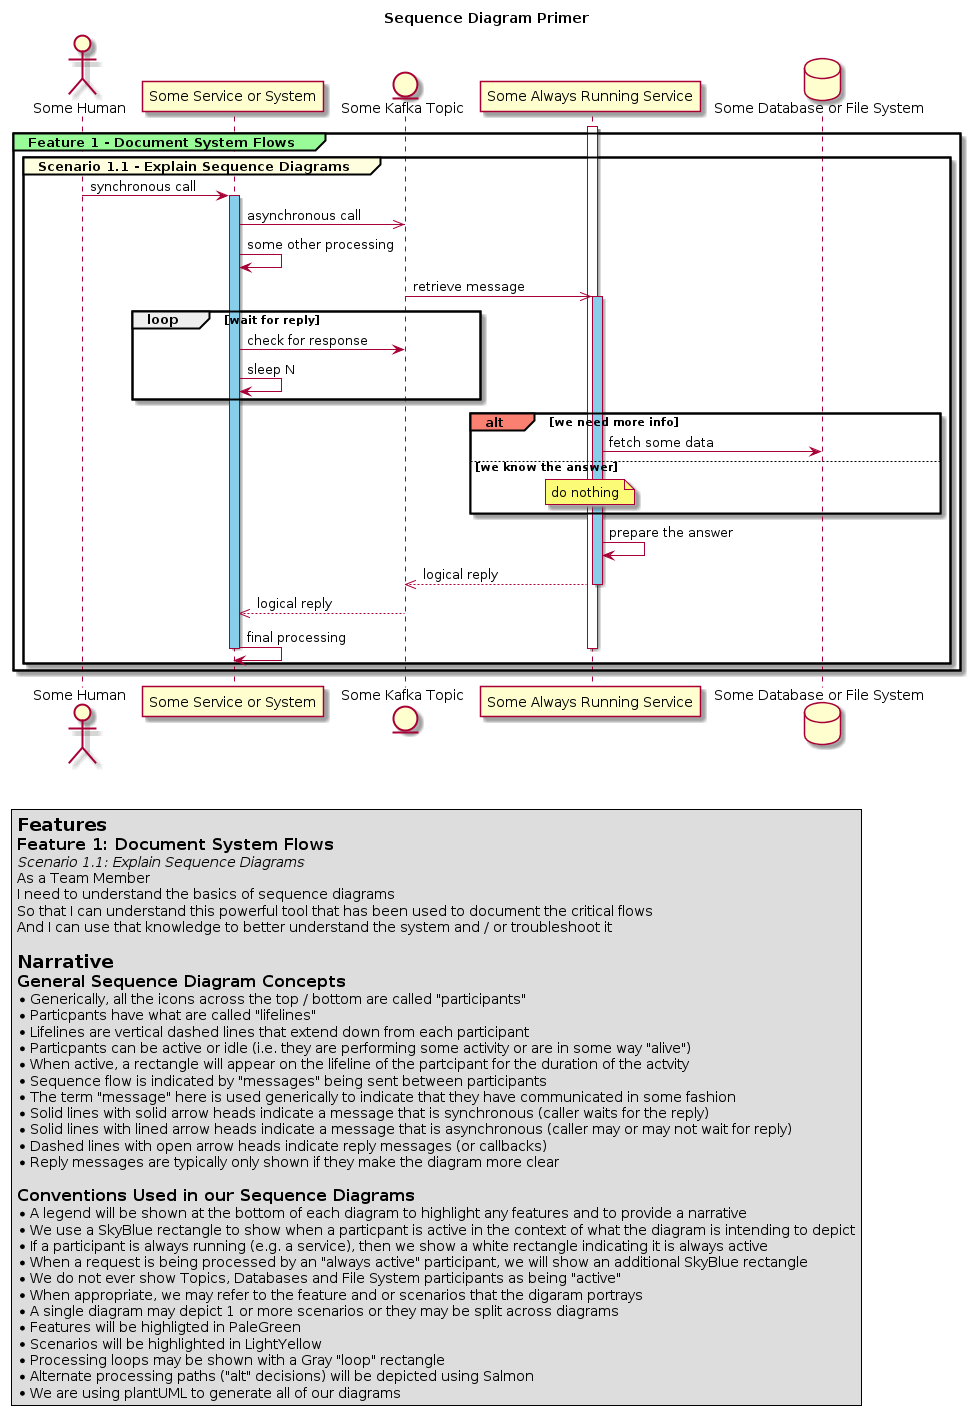 Sequence Diagram Primer
Some Human
Some Service or System
Some Kafka Topic
Some Always Running Service
Some Database or File System
Feature 1 - Document System Flows
Scenario 1.1 - Explain Sequence Diagrams
synchronous call
asynchronous call
some other processing
retrieve message
loop [wait for reply]
check for response
sleep N
alt [we need more info]
fetch some data
[we know the answer]
do nothing
prepare the answer
logical reply
logical reply
final processing
Some Human
Some Service or System
Some Kafka Topic
Some Always Running Service
Some Database or File System
Features
Feature 1: Document System Flows
Scenario 1.1: Explain Sequence Diagrams
As a Team Member
I need to understand the basics of sequence diagrams
So that I can understand this powerful tool that has been used to document the critical flows
And I can use that knowledge to better understand the system and / or troubleshoot it
Narrative
General Sequence Diagram Concepts
• Generically, all the icons across the top / bottom are called "participants"
• Particpants have what are called "lifelines"
• Lifelines are vertical dashed lines that extend down from each participant
• Particpants can be active or idle (i.e. they are performing some activity or are in some way "alive")
• When active, a rectangle will appear on the lifeline of the partcipant for the duration of the actvity
• Sequence flow is indicated by "messages" being sent between participants
• The term "message" here is used generically to indicate that they have communicated in some fashion
• Solid lines with solid arrow heads indicate a message that is synchronous (caller waits for the reply)
• Solid lines with lined arrow heads indicate a message that is asynchronous (caller may or may not wait for reply)
• Dashed lines with open arrow heads indicate reply messages (or callbacks)
• Reply messages are typically only shown if they make the diagram more clear
Conventions Used in our Sequence Diagrams
• A legend will be shown at the bottom of each diagram to highlight any features and to provide a narrative
• We use a SkyBlue rectangle to show when a particpant is active in the context of what the diagram is intending to depict
• If a participant is always running (e.g. a service), then we show a white rectangle indicating it is always active
• When a request is being processed by an "always active" participant, we will show an additional SkyBlue rectangle
• We do not ever show Topics, Databases and File System participants as being "active"
• When appropriate, we may refer to the feature and or scenarios that the digaram portrays
• A single diagram may depict 1 or more scenarios or they may be split across diagrams
• Features will be highligted in PaleGreen
• Scenarios will be highlighted in LightYellow
• Processing loops may be shown with a Gray "loop" rectangle
• Alternate processing paths ("alt" decisions) will be depicted using Salmon
• We are using plantUML to generate all of our diagrams